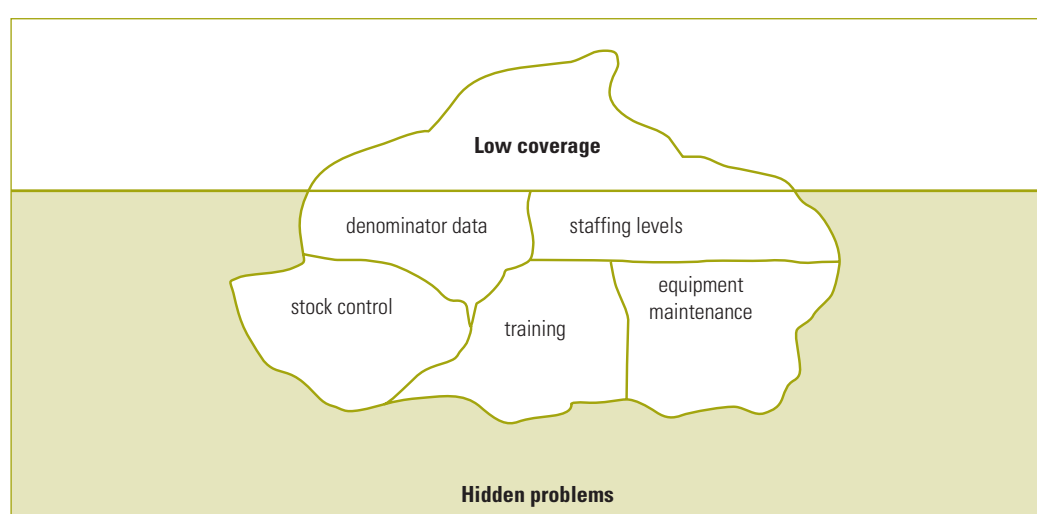 Low coverage
denominator data
staffing levels
stock control
training
equipment
maintenance
Hidden problems